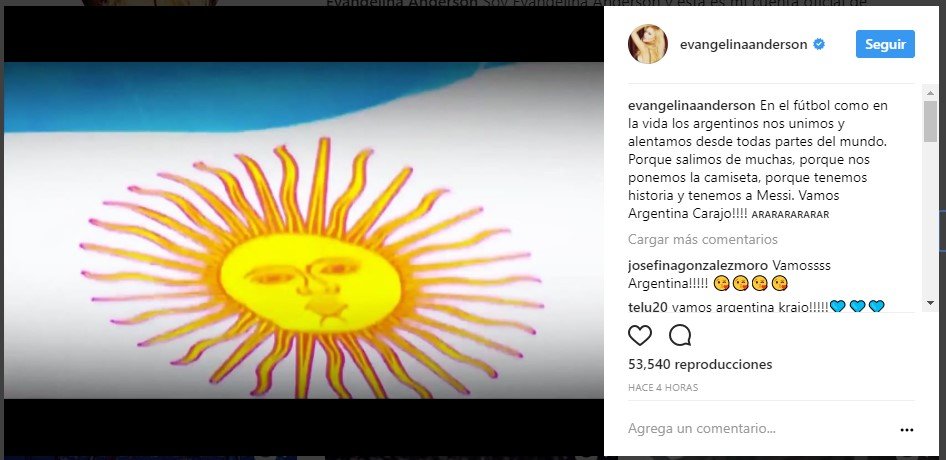 Evangelina Anderson Soy Evangelina Anderson y esta es mi cuenta oficial de
evangelinaanderson
Seguir
evangelinaanderson En el fútbol como en
la vida los argentinos nos unimos y
alentamos desde todas partes del mundo.
Porque salimos de muchas, porque nos
ponemos la camiseta, porque tenemos
historia y tenemos a Messi. Vamos
Argentina Carajo!!!! ᴀʀᴀʀᴀʀᴀʀᴀʀᴀʀ
Cargar más comentarios
josefinagonzalezmoro Vamossss
Argentina!!!!! 😘😘😘😘
telu20 vamos argentina krajo!!!!!💙💙💙
53,540 reproducciones
HACE 4 HORAS
Agrega un comentario...